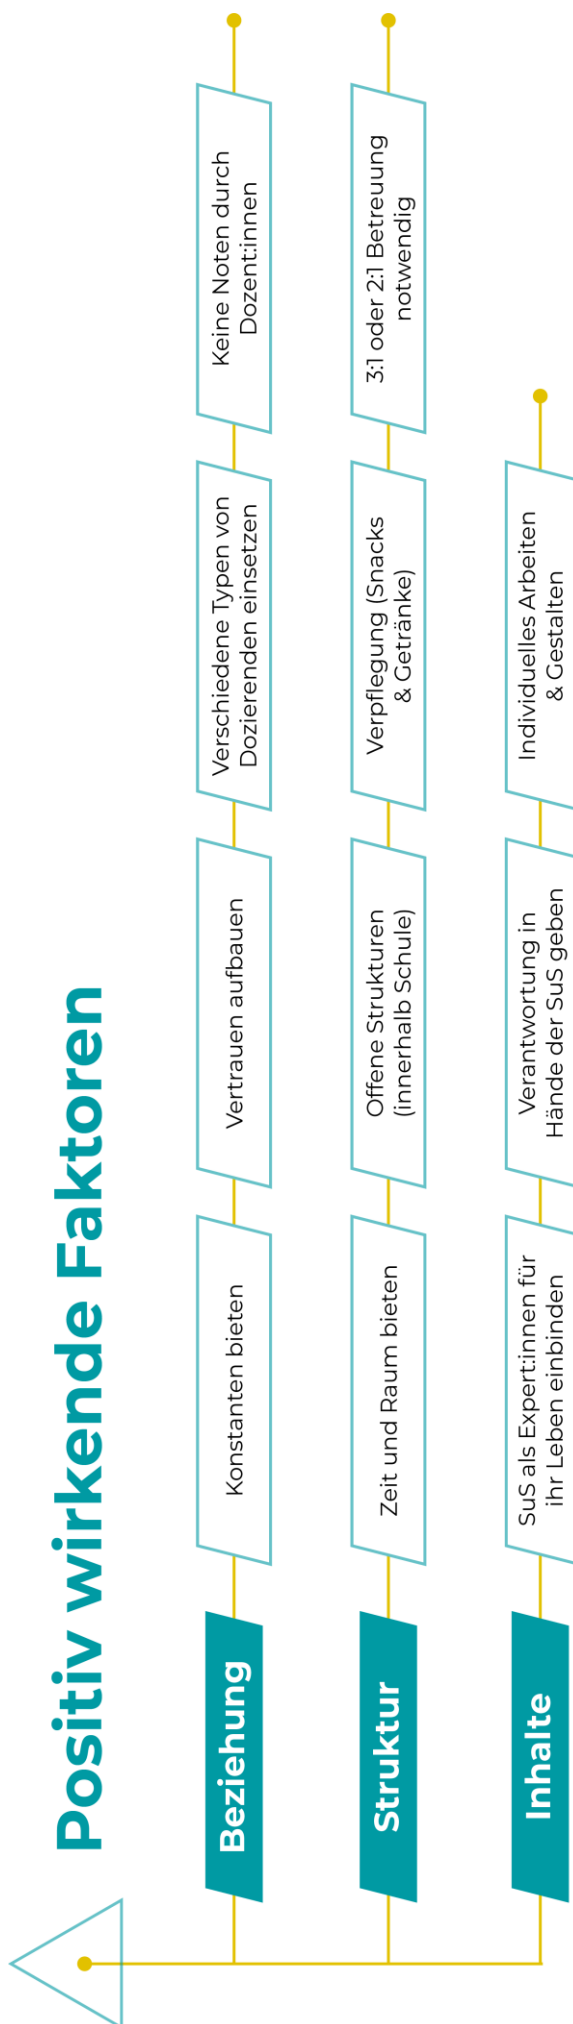 Positiv wirkende Faktoren
Beziehung
Konstanten bieten
Vertrauen aufbauen
Verschiedene Typen von
Dozierenden einsetzen
Keine Noten durch
Dozent:innen
Struktur
Zeit und Raum bieten
Offene Strukturen
(innerhalb Schule)
Verpflegung (Snacks
& Getränke)
3:1 oder 2:1 Betreuung
notwendig
Inhalte
SuS als Expert:innen für
ihr Leben einbinden
Verantwortung in
Hände der SuS geben
Individuelles Arbeiten
& Gestalten